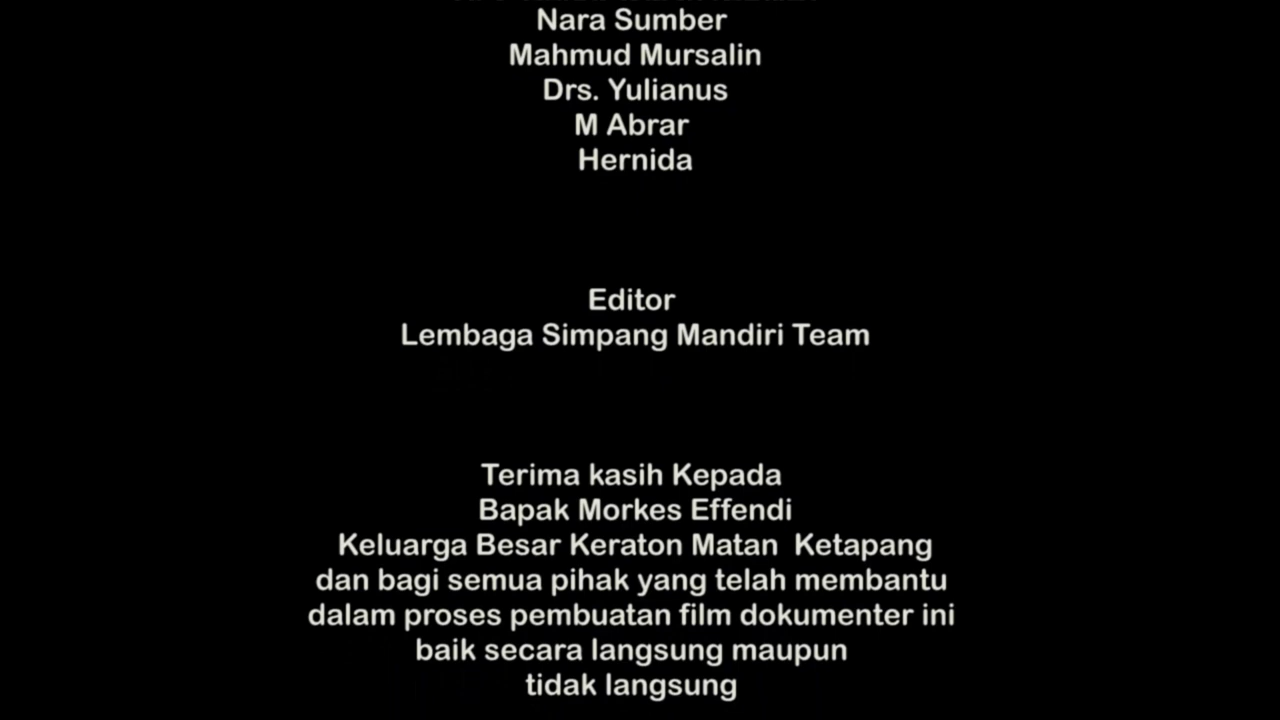 Nara Sumber
Mahmud Mursalin
Drs. Yulianus
M Abrar
Hernida
Editor
Lembaga Simpang Mandiri Team
Terima kasih Kepada
Bapak Morkes Effendi
Keluarga Besar Keraton Matan Ketapang
dan bagi semua pihak yang telah membantu
dalam proses pembuatan film dokumenter ini
baik secara langsung maupun
tidak langsung